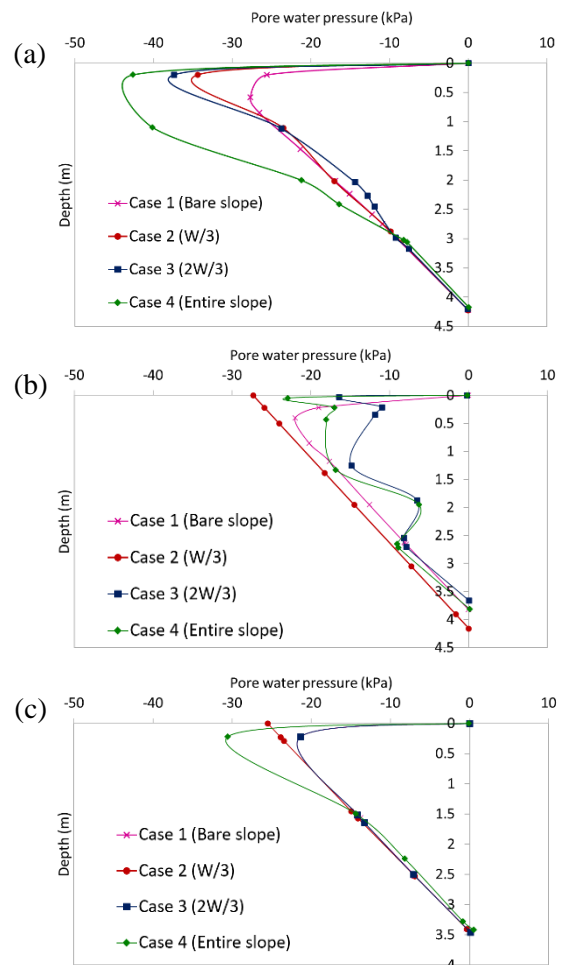 (a)
Pore water pressure (kPa)
-50 -40 -30 -20 -10 0 10
0
0.5
1
1.5
2
2.5
3
3.5
4
4.5
Depth (m)
Case 1 (Bare slope)
Case 2 (W/3)
Case 3 (2W/3)
Case 4 (Entire slope)
(b)
Pore water pressure (kPa)
-50 -40 -30 -20 -10 0 10
0
0.5
1
1.5
2
2.5
3
3.5
4
4.5
Depth (m)
Case 1 (Bare slope)
Case 2 (W/3)
Case 3 (2W/3)
Case 4 (Entire slope)
(c)
Pore water pressure (kPa)
-50 -40 -30 -20 -10 0 10
0
0.5
1
1.5
2
2.5
3
3.5
4
Depth (m)
Case 1 (Bare slope)
Case 2 (W/3)
Case 3 (2W/3)
Case 4 (Entire slope)